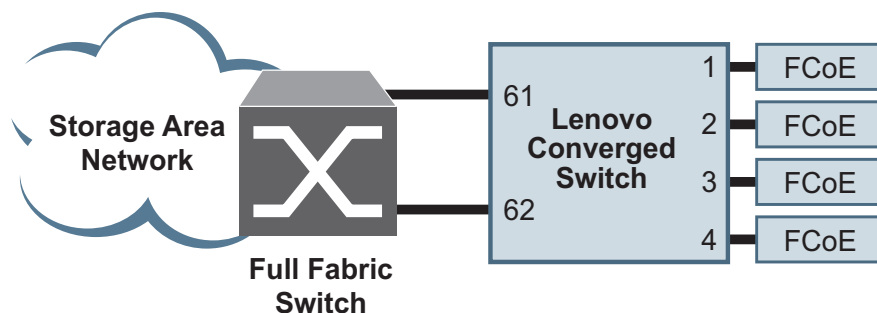 Storage Area
Network
Full Fabric
Switch
61
62
Lenovo
Converged
Switch
1
2
3
4
FCoE
FCoE
FCoE
FCoE